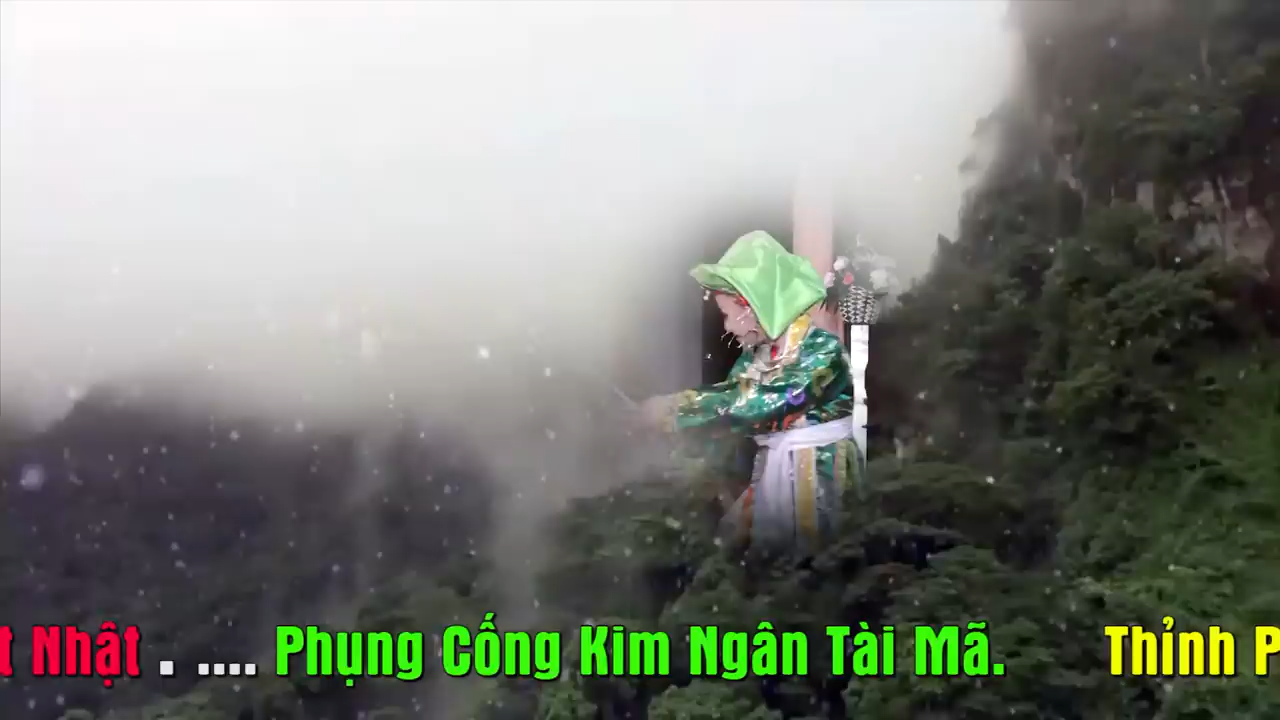 t Nhật . .... Phụng Cống Kim Ngân Tài Mã. Thỉnh P